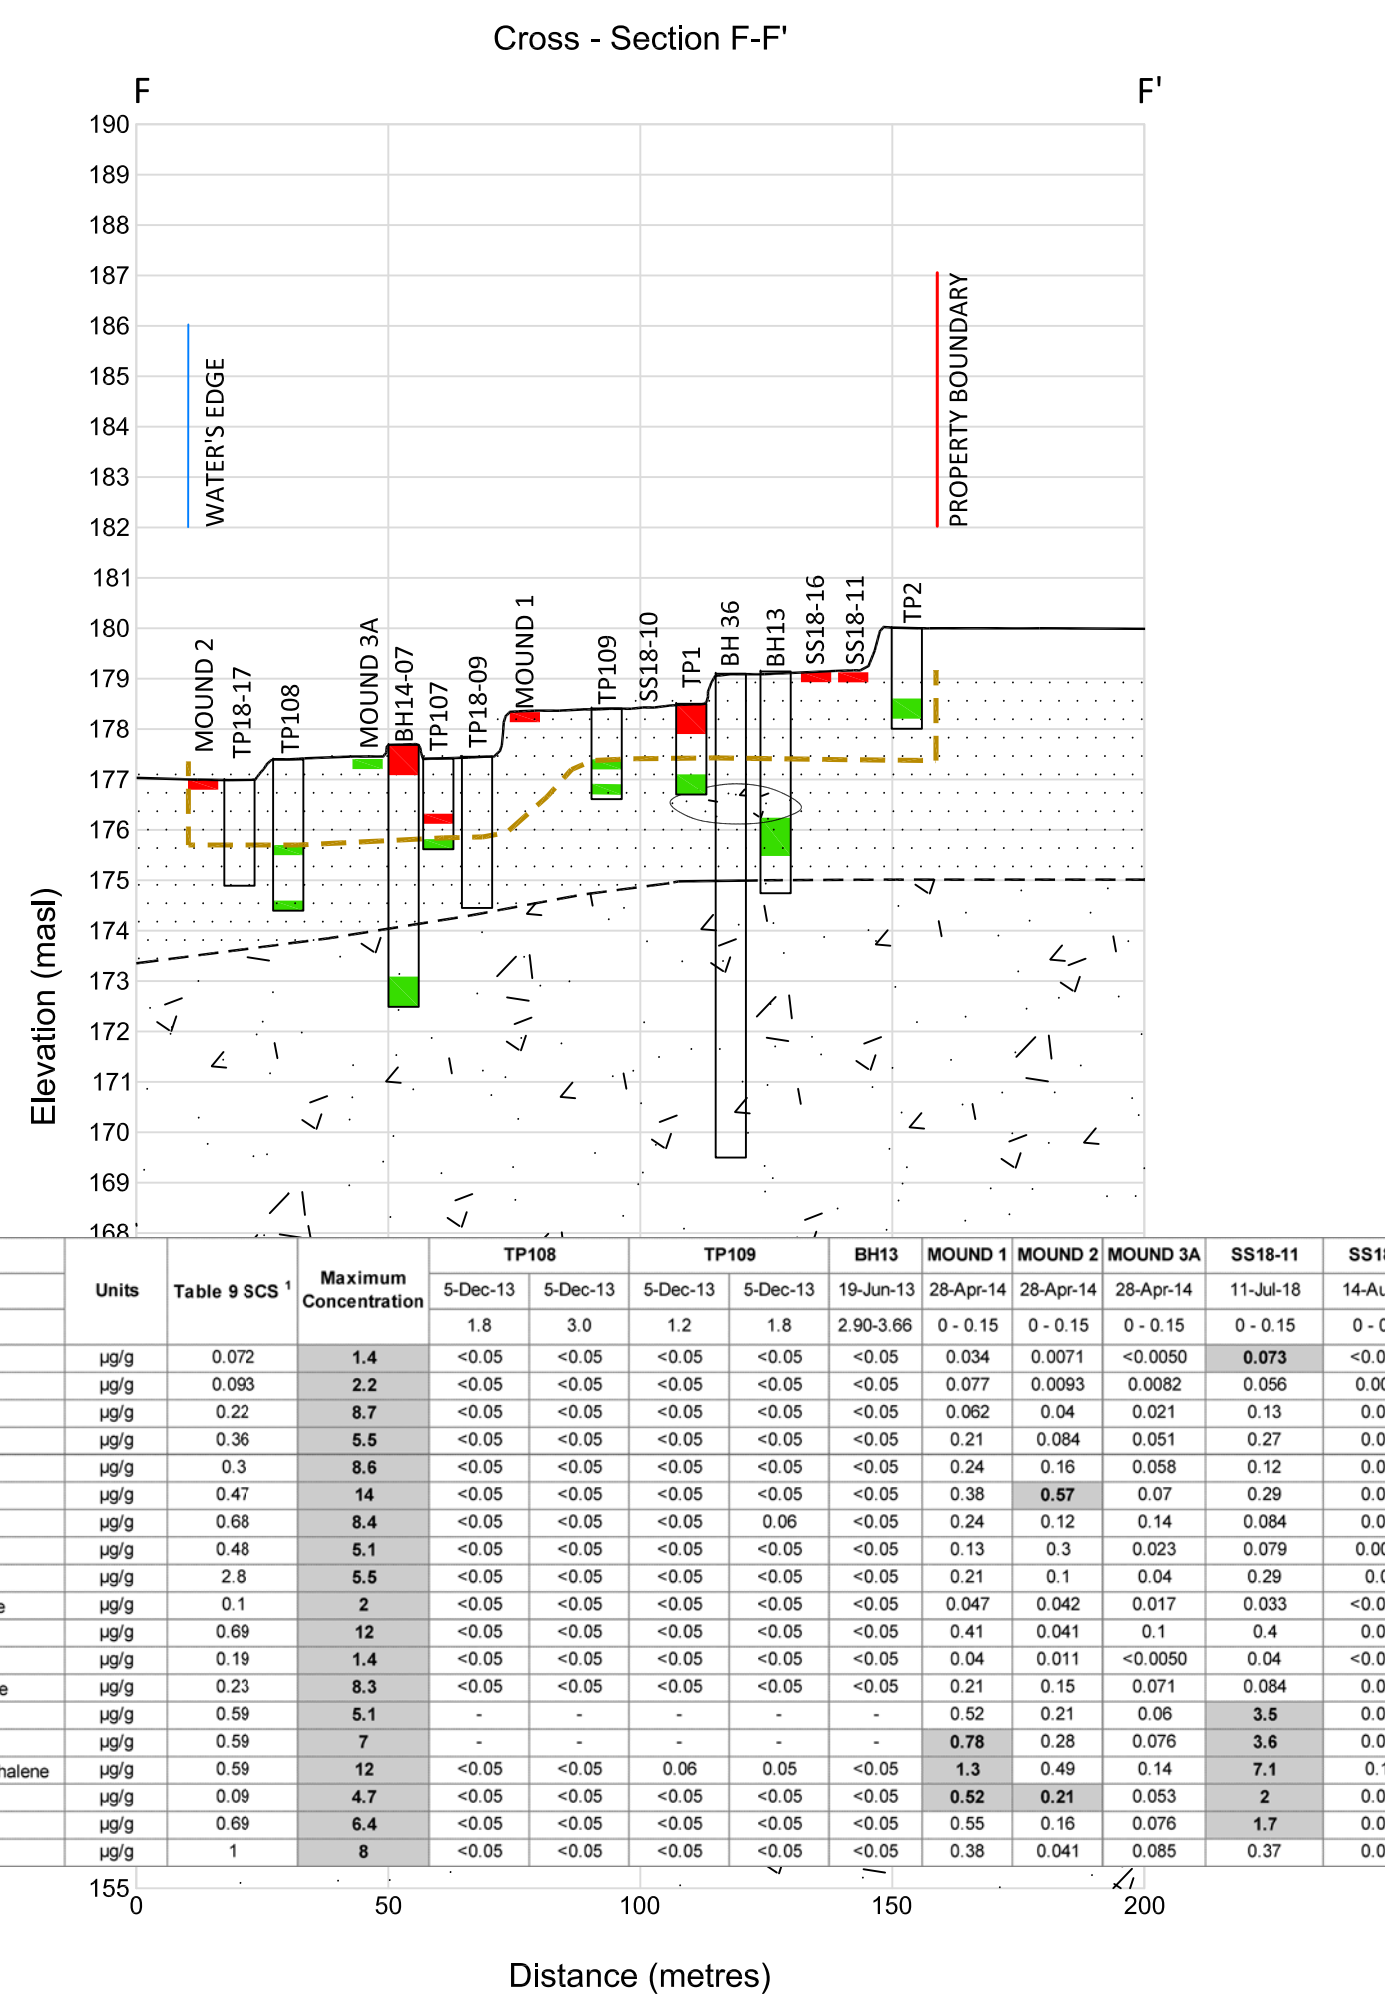 Cross - Section F-F'
F F'
190
189
188
187
186
185
184
183
182
181
180
179
178
177
176
175
174
173
172
171
170
169
168
WATER'S EDGE
PROPERTY BOUNDARY
MOUND 2
TP18-17
TP108
MOUND 3A
BH14-07
TP107
TP18-09
MOUND 1
TP109
SS18-10
TP1
BH 36
BH13
SS18-16
SS18-11
TP2
Elevation (masl)
Units Table 9 SCS 1 Maximum Concentration TP108 TP109 BH13 MOUND 1 MOUND 2 MOUND 3A SS18-11
5-Dec-13 5-Dec-13 5-Dec-13 5-Dec-13 19-Jun-13 28-Apr-14 28-Apr-14 28-Apr-14 11-Jul-18
1.8 3.0 1.2 1.8 2.90-3.66 0 - 0.15 0 - 0.15 0 - 0.15 0 - 0.15
µg/g 0.072 1.4 <0.05 <0.05 <0.05 <0.05 <0.05 0.034 0.0071 <0.0050 0.073
µg/g 0.093 2.2 <0.05 <0.05 <0.05 <0.05 <0.05 0.077 0.0093 0.0082 0.056
µg/g 0.22 8.7 <0.05 <0.05 <0.05 <0.05 <0.05 0.062 0.04 0.021 0.13
µg/g 0.36 5.5 <0.05 <0.05 <0.05 <0.05 <0.05 0.21 0.084 0.051 0.27
µg/g 0.3 8.6 <0.05 <0.05 <0.05 <0.05 <0.05 0.24 0.16 0.058 0.12
µg/g 0.47 14 <0.05 <0.05 <0.05 <0.05 <0.05 0.38 0.57 0.07 0.29
µg/g 0.68 8.4 <0.05 <0.05 <0.05 0.06 <0.05 0.24 0.12 0.14 0.084
µg/g 0.48 5.1 <0.05 <0.05 <0.05 <0.05 <0.05 0.13 0.3 0.023 0.079
µg/g 2.8 5.5 <0.05 <0.05 <0.05 <0.05 <0.05 0.21 0.1 0.04 0.29
e µg/g 0.1 2 <0.05 <0.05 <0.05 <0.05 <0.05 0.047 0.042 0.017 0.033
µg/g 0.69 12 <0.05 <0.05 <0.05 <0.05 <0.05 0.41 0.041 0.1 0.4
µg/g 0.19 1.4 <0.05 <0.05 <0.05 <0.05 <0.05 0.04 0.011 <0.0050 0.04
e µg/g 0.23 8.3 <0.05 <0.05 <0.05 <0.05 <0.05 0.21 0.15 0.071 0.084
µg/g 0.59 5.1 - - - - - 0.52 0.21 0.06 3.5
µg/g 0.59 7 - - - - - 0.78 0.28 0.076 3.6
halene µg/g 0.59 12 <0.05 <0.05 0.06 0.05 <0.05 1.3 0.49 0.14 7.1
µg/g 0.09 4.7 <0.05 <0.05 <0.05 <0.05 <0.05 0.52 0.21 0.053 2
µg/g 0.69 6.4 <0.05 <0.05 <0.05 <0.05 <0.05 0.55 0.16 0.076 1.7
µg/g 1 8 <0.05 <0.05 <0.05 <0.05 <0.05 0.38 0.041 0.085 0.37
155
0 50 100 150 200
Distance (metres)